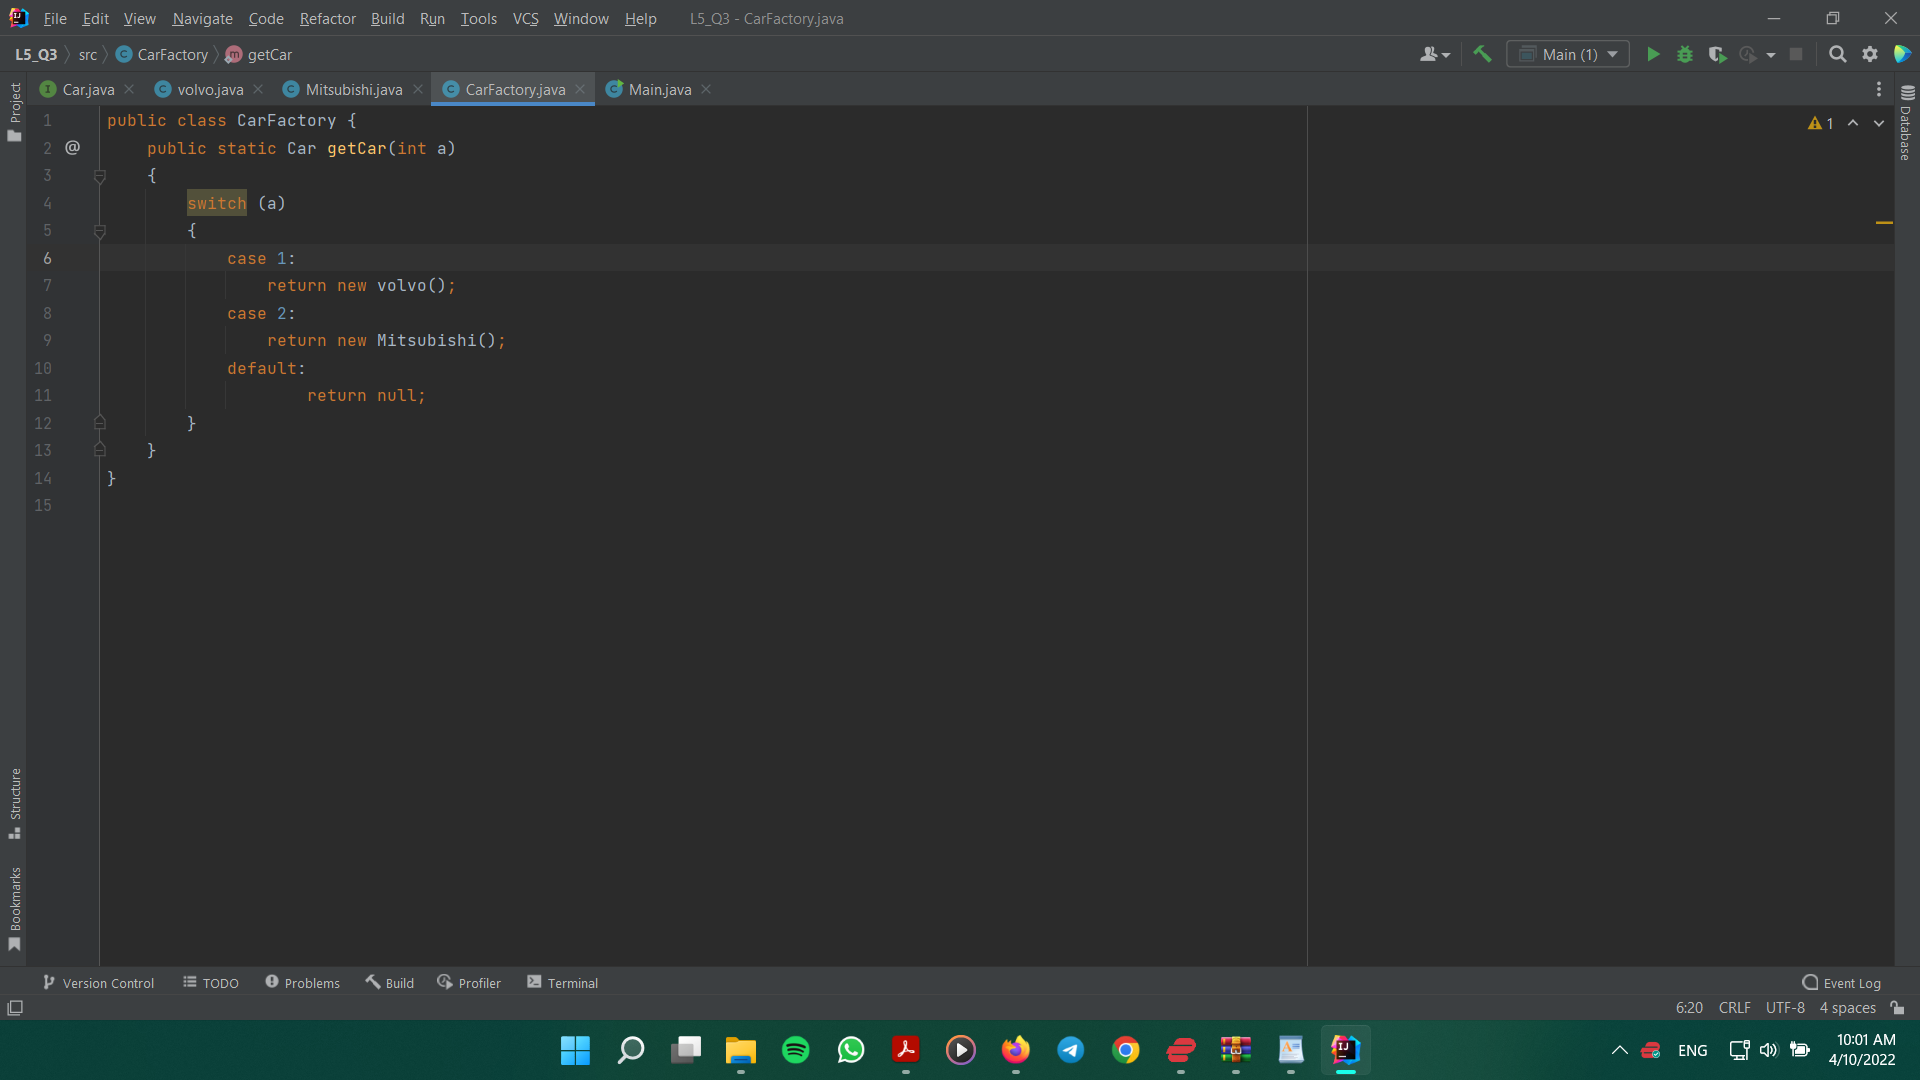 File Edit View Navigate Code Refactor Build Run Tools VCS Window Help L5_Q3 - CarFactory.java
L5_Q3 src CarFactory getCar Main (1)
Car.java volvo.java Mitsubishi.java CarFactory.java Main.java
Project
Database
1 public class CarFactory {
2 @ public static Car getCar(int a)
3 {
4 switch (a)
5 {
6 case 1:
7 return new volvo();
8 case 2:
9 return new Mitsubishi();
10 default:
11 return null;
12 }
13 }
14 }
15
1
Structure
Bookmarks
Version Control TODO Problems Build Profiler Terminal Event Log
6:20 CRLF UTF-8 4 spaces
ENG 10:01 AM
4/10/2022